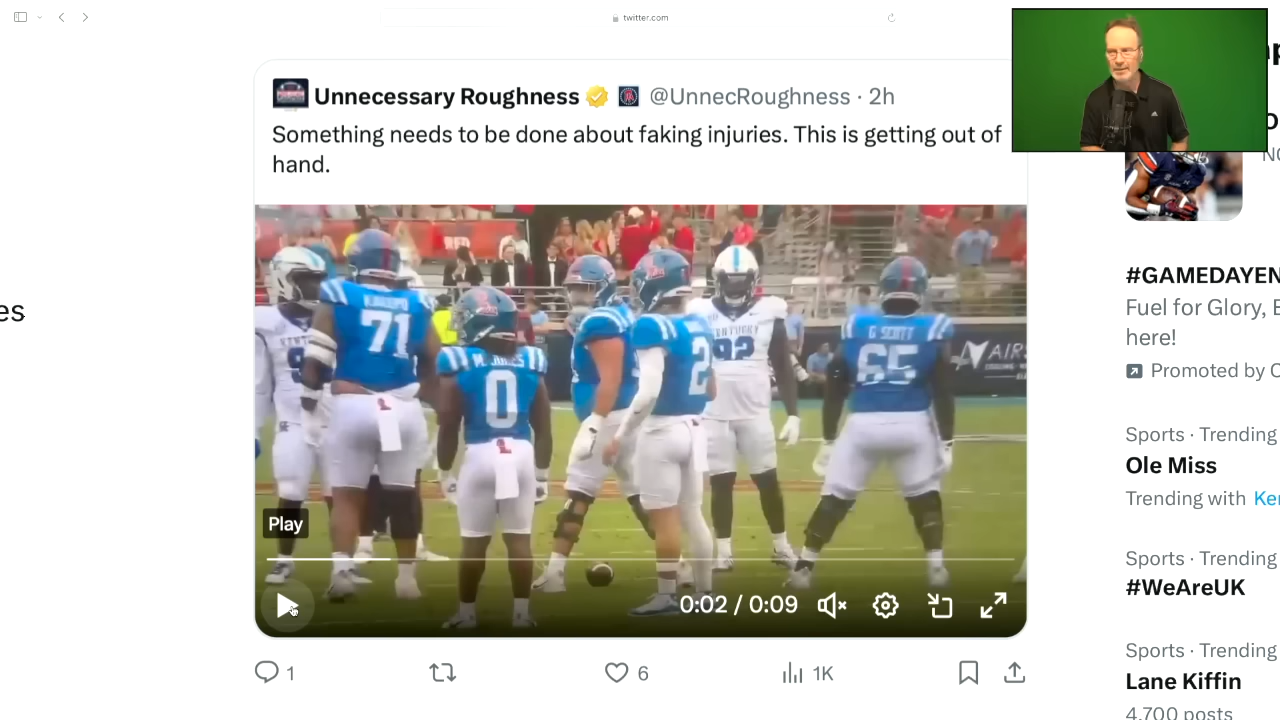 twitter.com
Unnecessary Roughness @UnnecRoughness · 2h
Something needs to be done about faking injuries. This is getting out of
hand.
es
RED
71
M. JONES
0
2
KENTUCKY
92
G. SCOTT
65
AIRS
Play
0:02 / 0:09
1
6
1K
#GAMEDAYEN
Fuel for Glory, E
here!
Promoted by C
Sports · Trending
Ole Miss
Trending with Ke
Sports · Trending
#WeAreUK
Sports · Trending
Lane Kiffin
4,700 posts